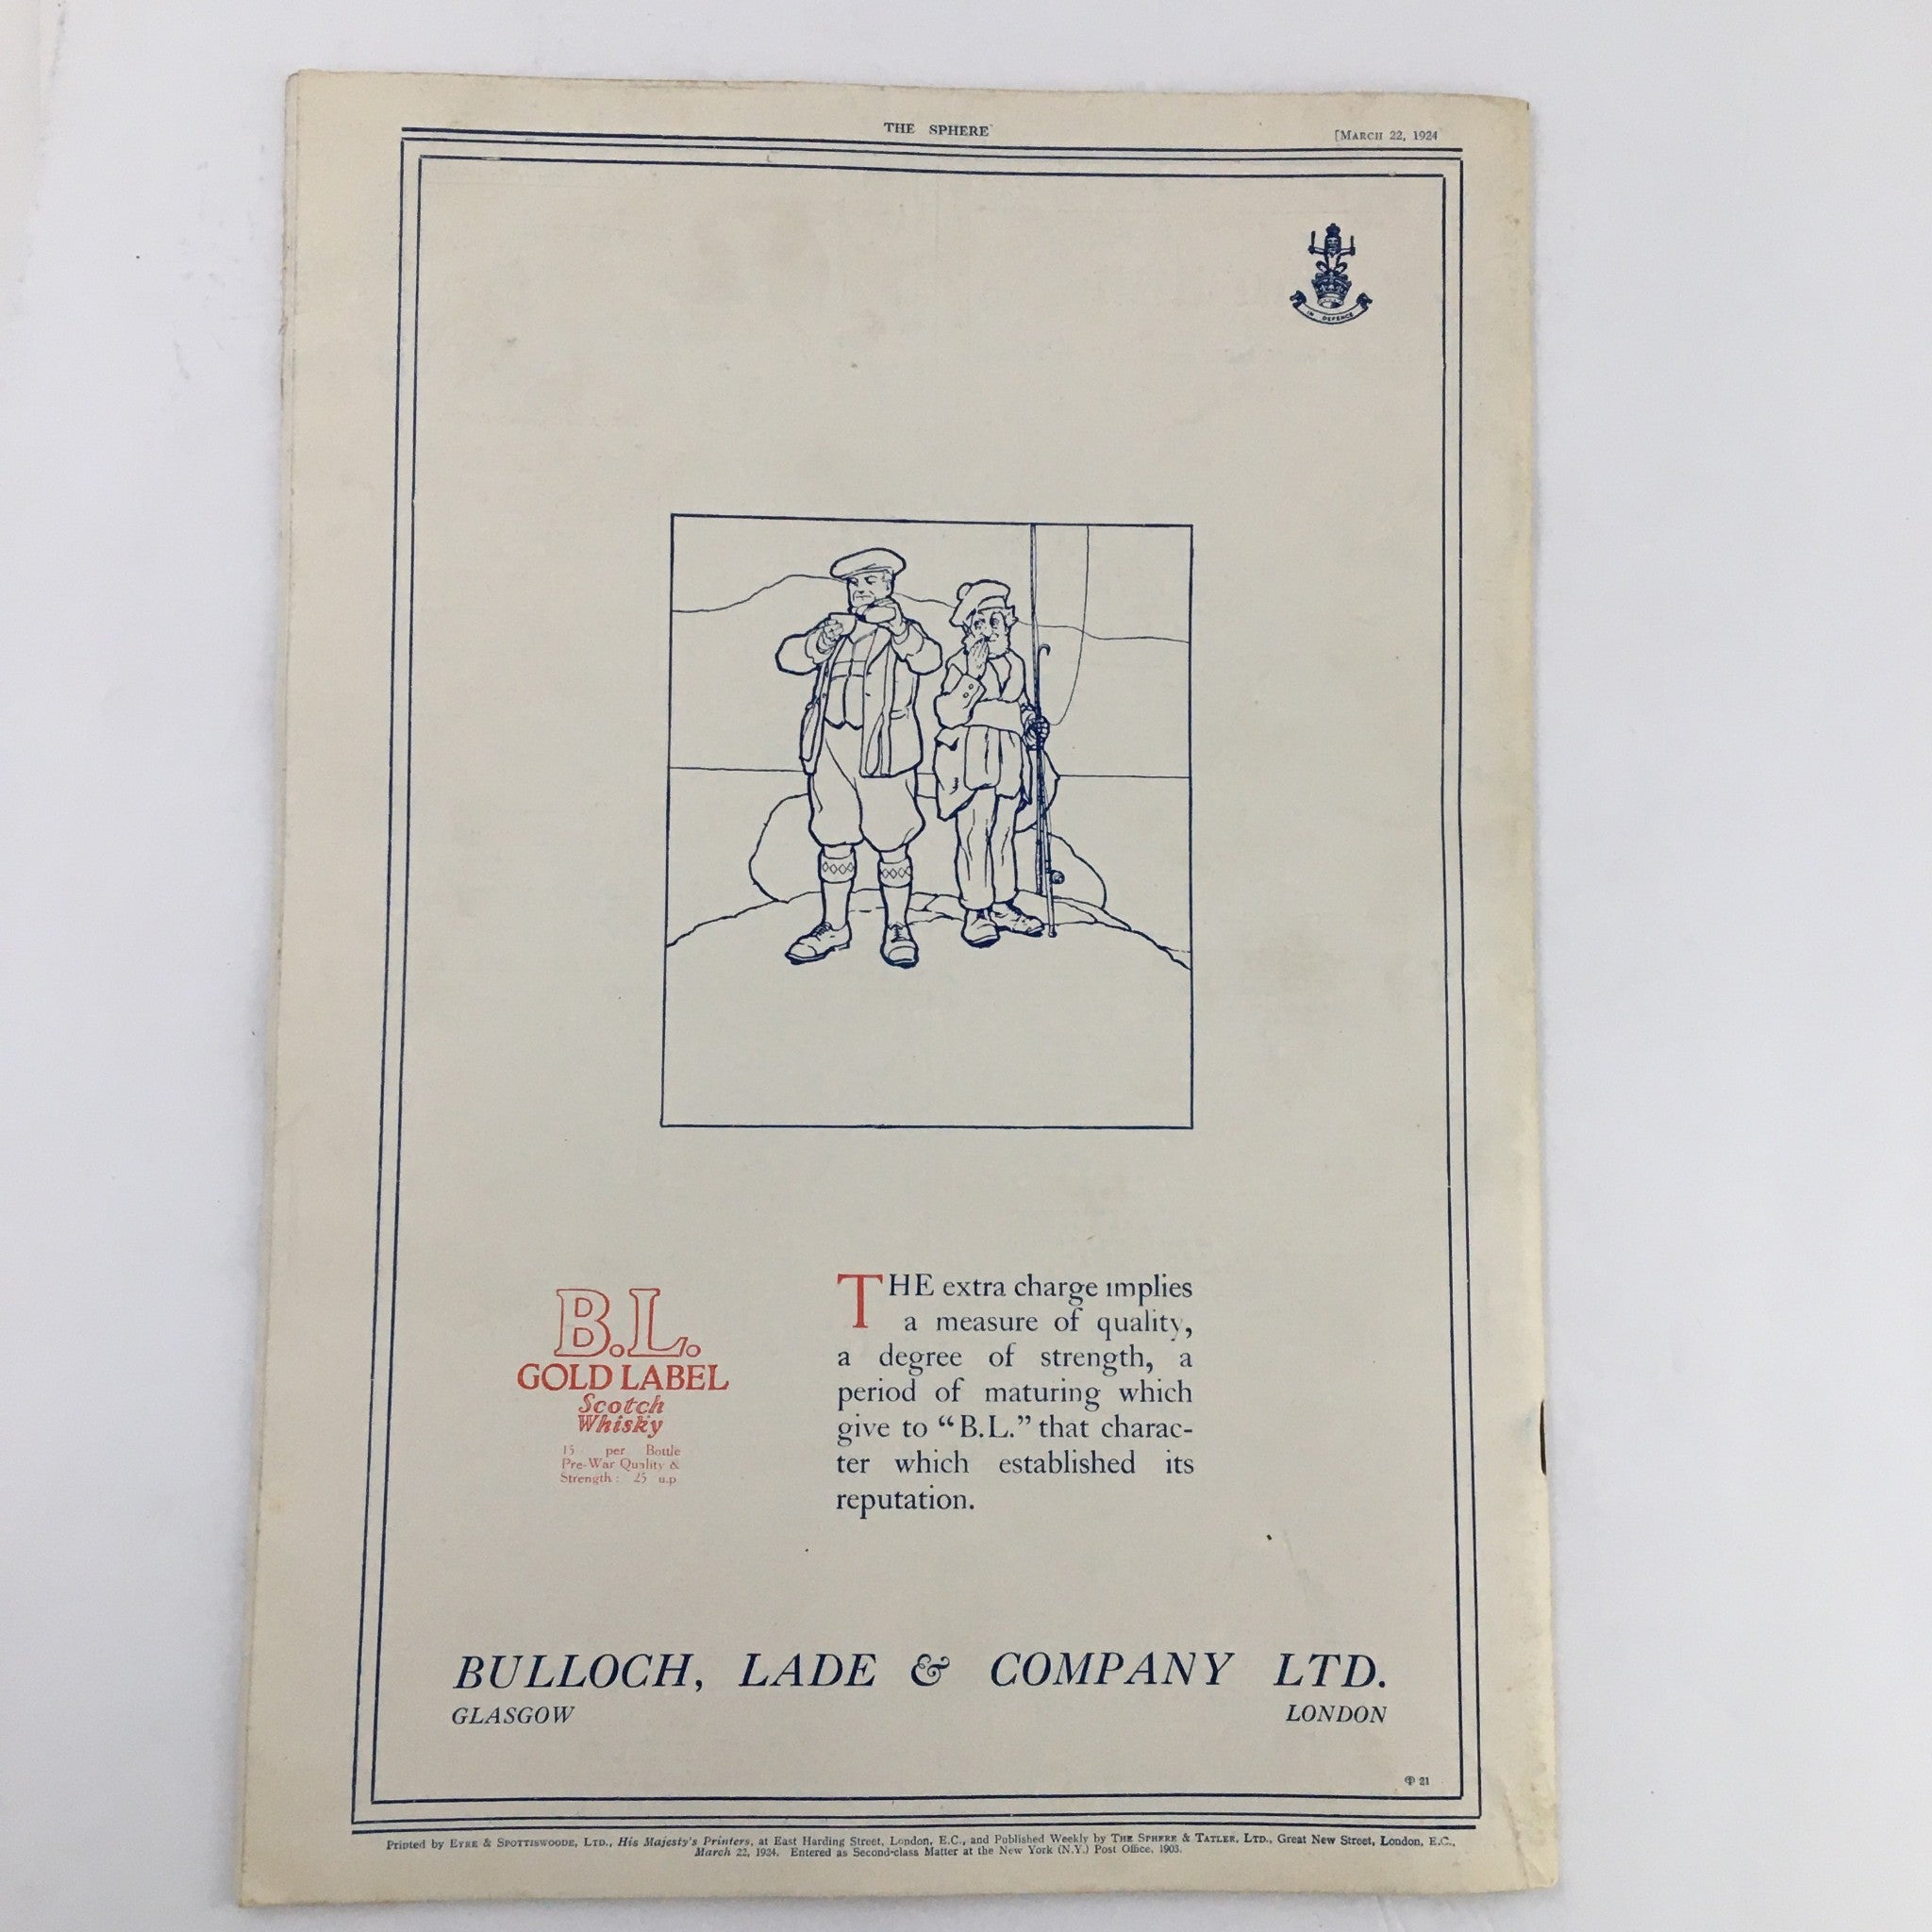 THE SPHERE
[MARCH 22, 1924
IN DEFENCE
B.L.
GOLD LABEL
Scotch
Whisky
15 per Bottle
Pre-War Quality &
Strength : 25 u.p
THE extra charge implies
a measure of quality,
a degree of strength, a
period of maturing which
give to “B.L.” that charac-
ter which established its
reputation.
BULLOCH, LADE & COMPANY LTD.
GLASGOW LONDON
21
Printed by EYRE & SPOTTISWOODE, LTD., His Majesty's Printers, at East Harding Street, London, E.C., and Published Weekly by THE SPHERE & TATLER, LTD., Great New Street, London, E.C.,
March 22, 1924. Entered as Second-class Matter at the New York (N.Y.) Post Office, 1903.